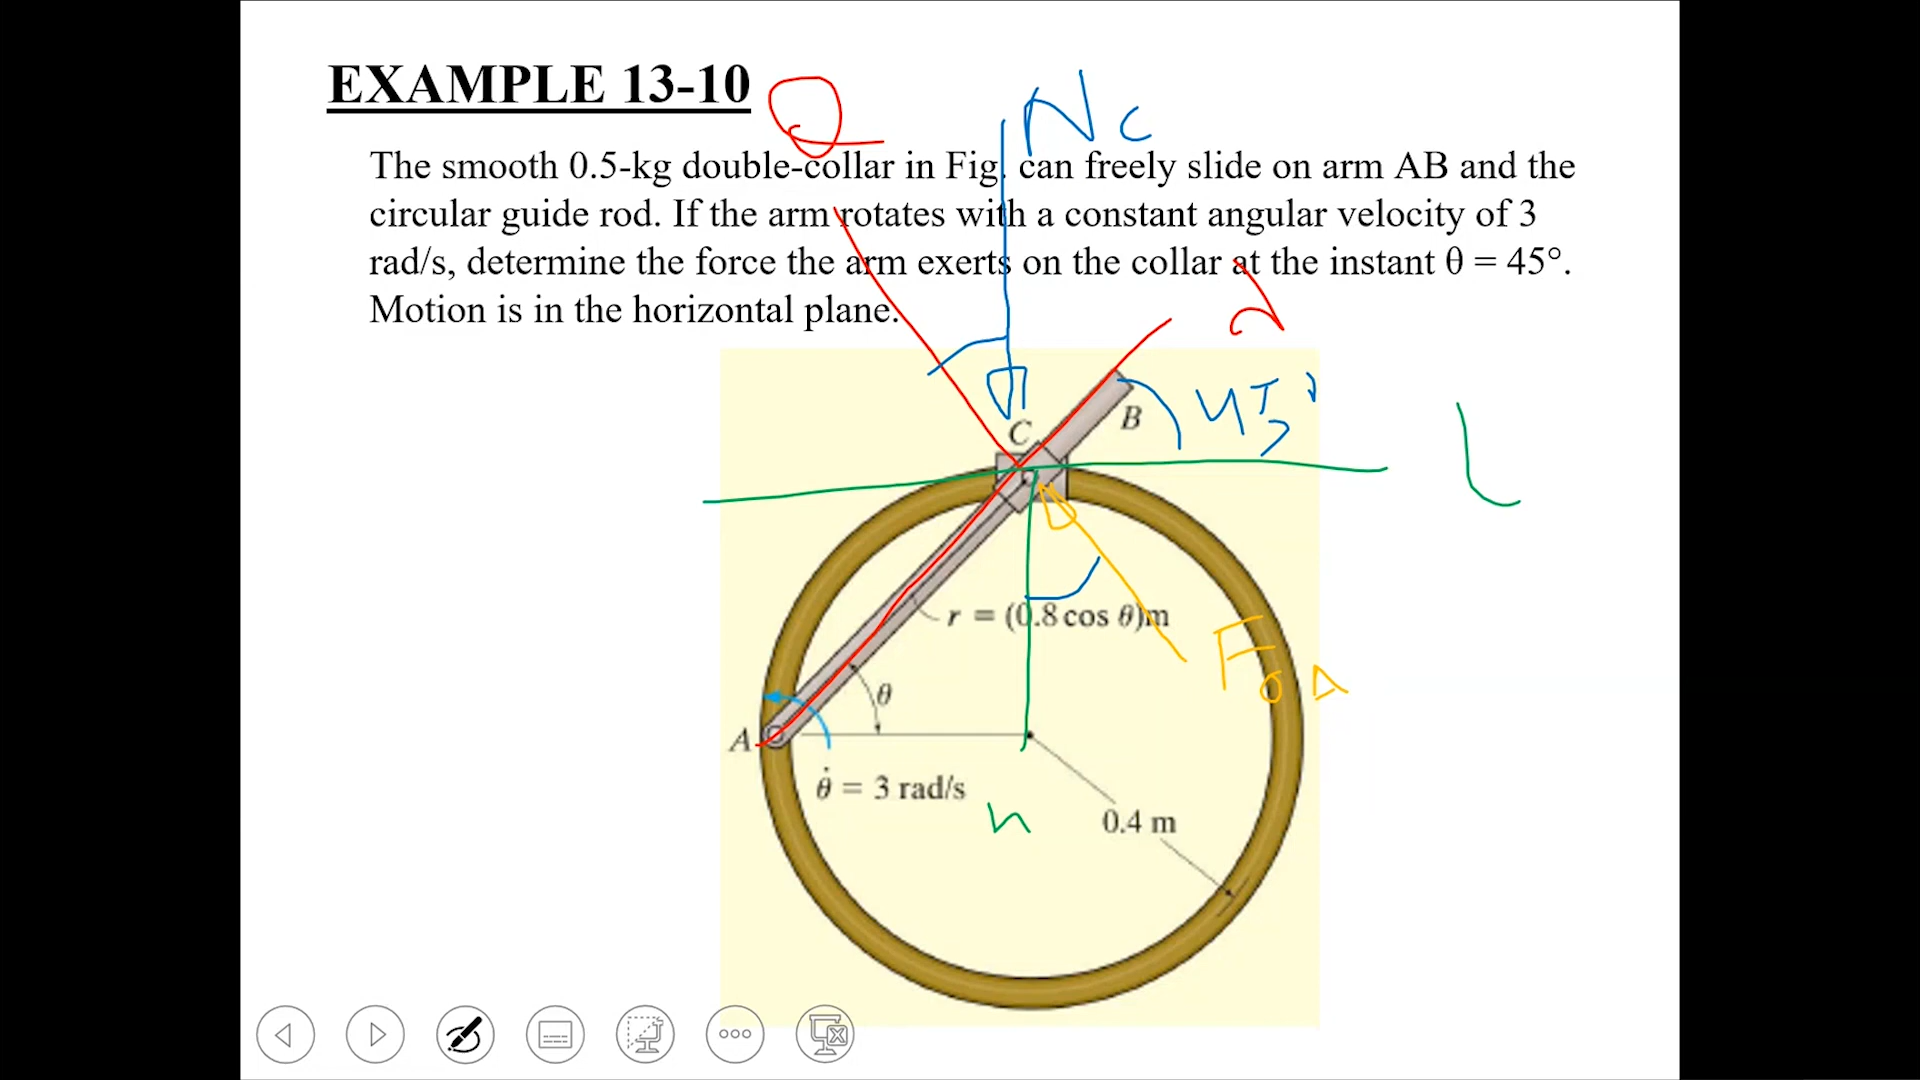 EXAMPLE 13-10
Q
Nc
The smooth 0.5-kg double-collar in Fig. can freely slide on arm AB and the
circular guide rod. If the arm rotates with a constant angular velocity of 3
rad/s, determine the force the arm exerts on the collar at the instant θ = 45°.
Motion is in the horizontal plane.
45°
B
C
r = (0.8 cos θ)m
F
θ
A
θ̇ = 3 rad/s
n
0.4 m